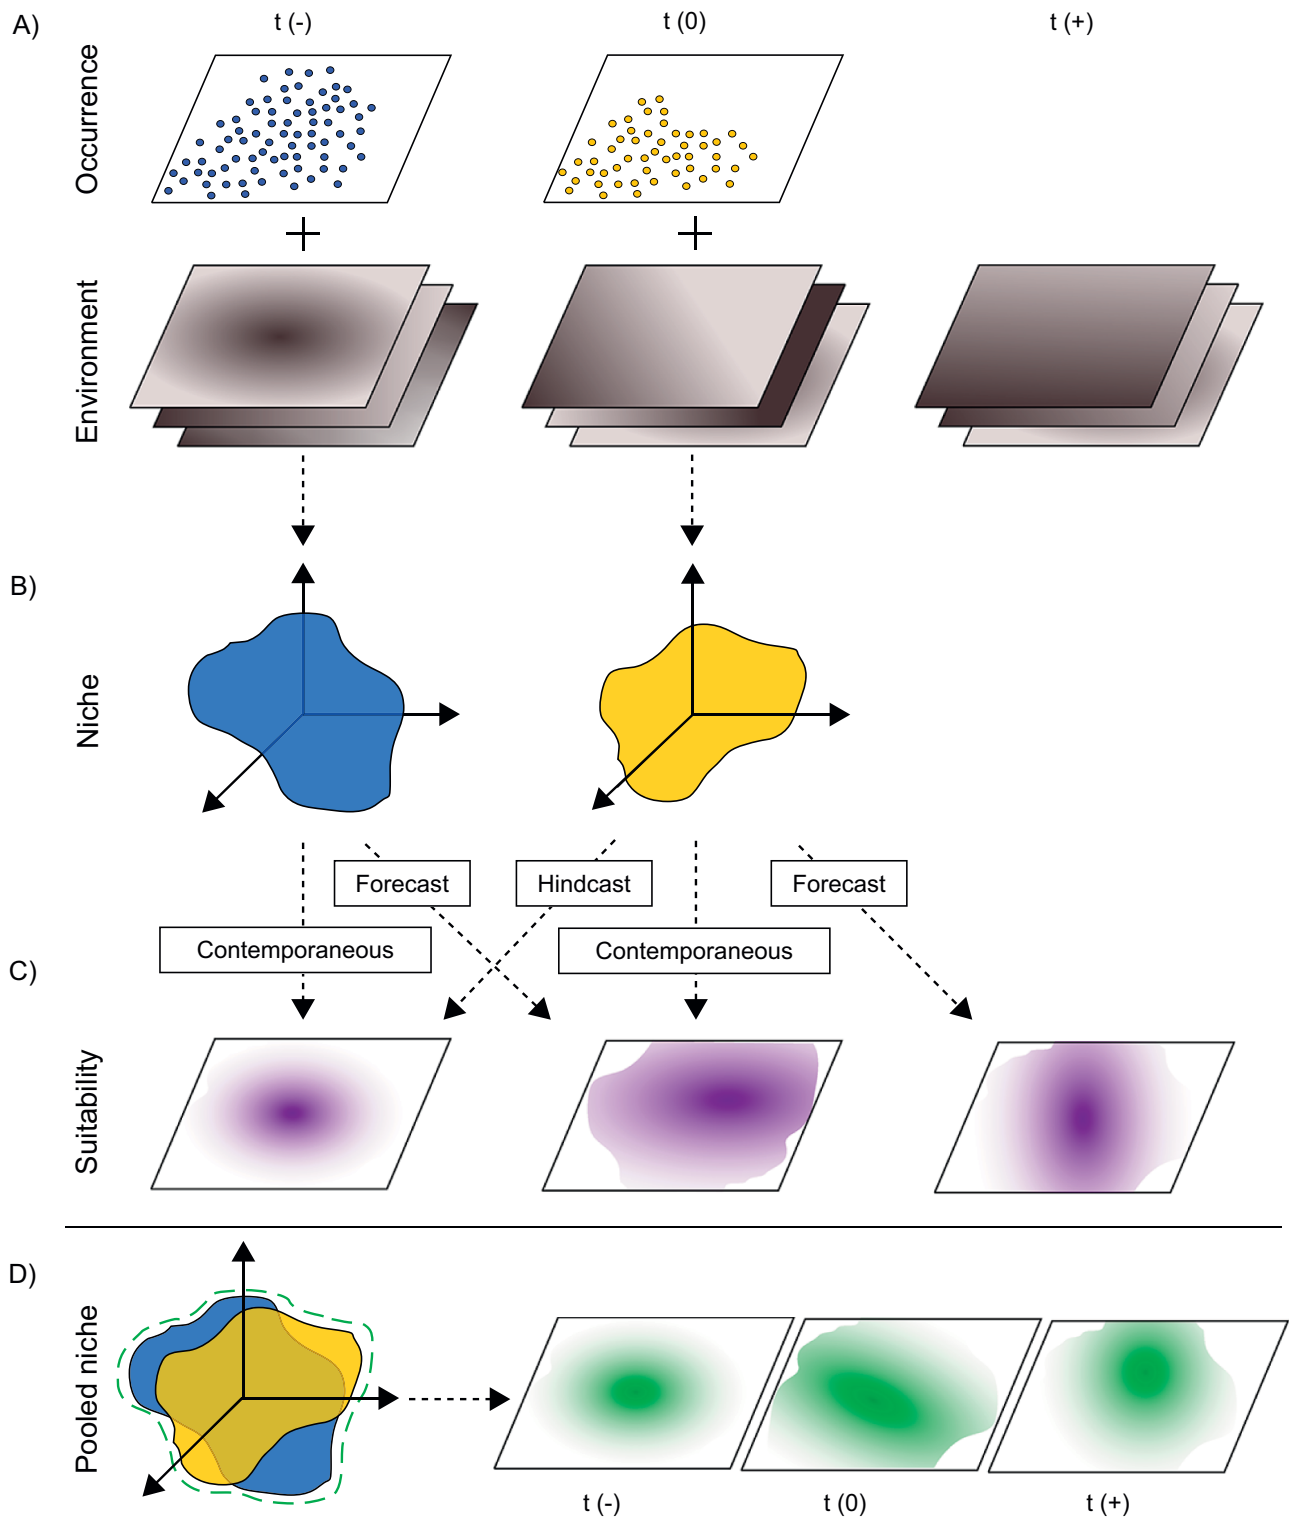 A)
t (-)
t (0)
t (+)
Occurrence
Environment
B)
Niche
Forecast
Hindcast
Forecast
Contemporaneous
Contemporaneous
C)
Suitability
D)
Pooled niche
t (-)
t (0)
t (+)